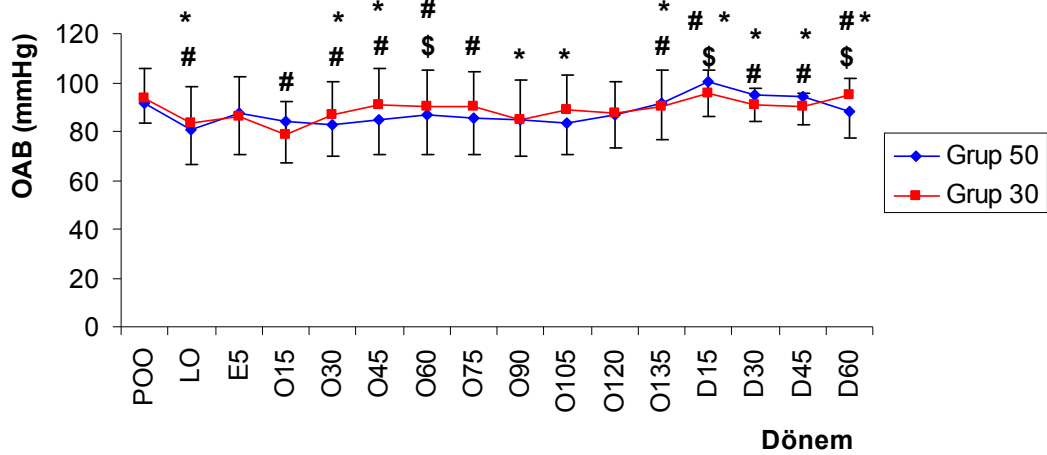 * * * # * # * * * # *
# # # # $ # * * # $ # # $
OAB (mmHg)
120
100
80
60
40
20
0
POO LO E5 O15 O30 O45 O60 O75 O90 O105 O120 O135 D15 D30 D45 D60
Dönem
Grup 50
Grup 30